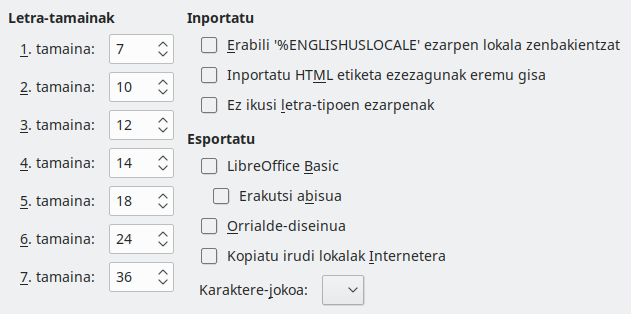 Letra-tamainak
1. tamaina: 7
2. tamaina: 10
3. tamaina: 12
4. tamaina: 14
5. tamaina: 18
6. tamaina: 24
7. tamaina: 36
Inportatu
Erabili '%ENGLISHUSLOCALE' ezarpen lokala zenbakientzat
Inportatu HTML etiketa ezezagunak eremu gisa
Ez ikusi letra-tipoen ezarpenak
Esportatu
LibreOffice Basic
Erakutsi abisua
Orrialde-diseinua
Kopiatu irudi lokalak Internetera
Karaktere-jokoa: